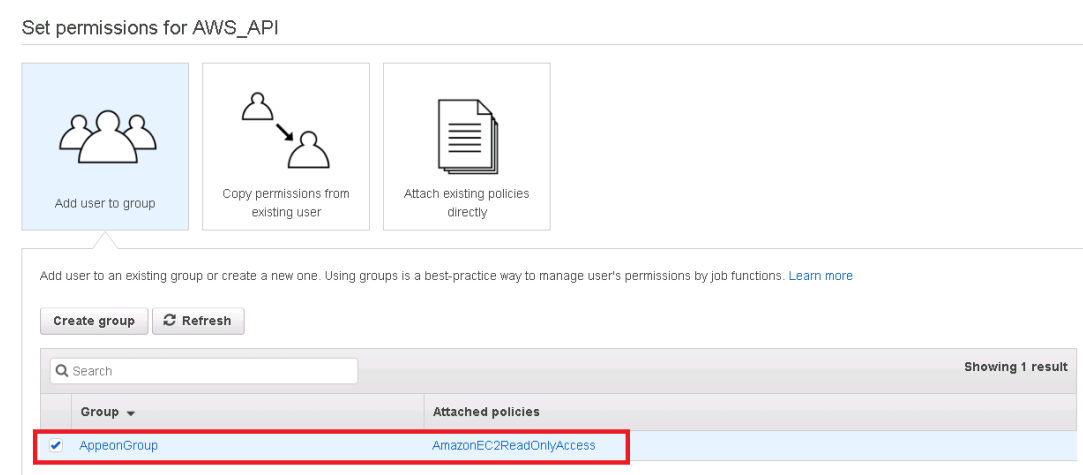 Set permissions for AWS_API
Add user to group
Copy permissions from
existing user
Attach existing policies
directly
Add user to an existing group or create a new one. Using groups is a best-practice way to manage user's permissions by job functions. Learn more
Create group Refresh
Search Showing 1 result
Group Attached policies
AppeonGroup AmazonEC2ReadOnlyAccess